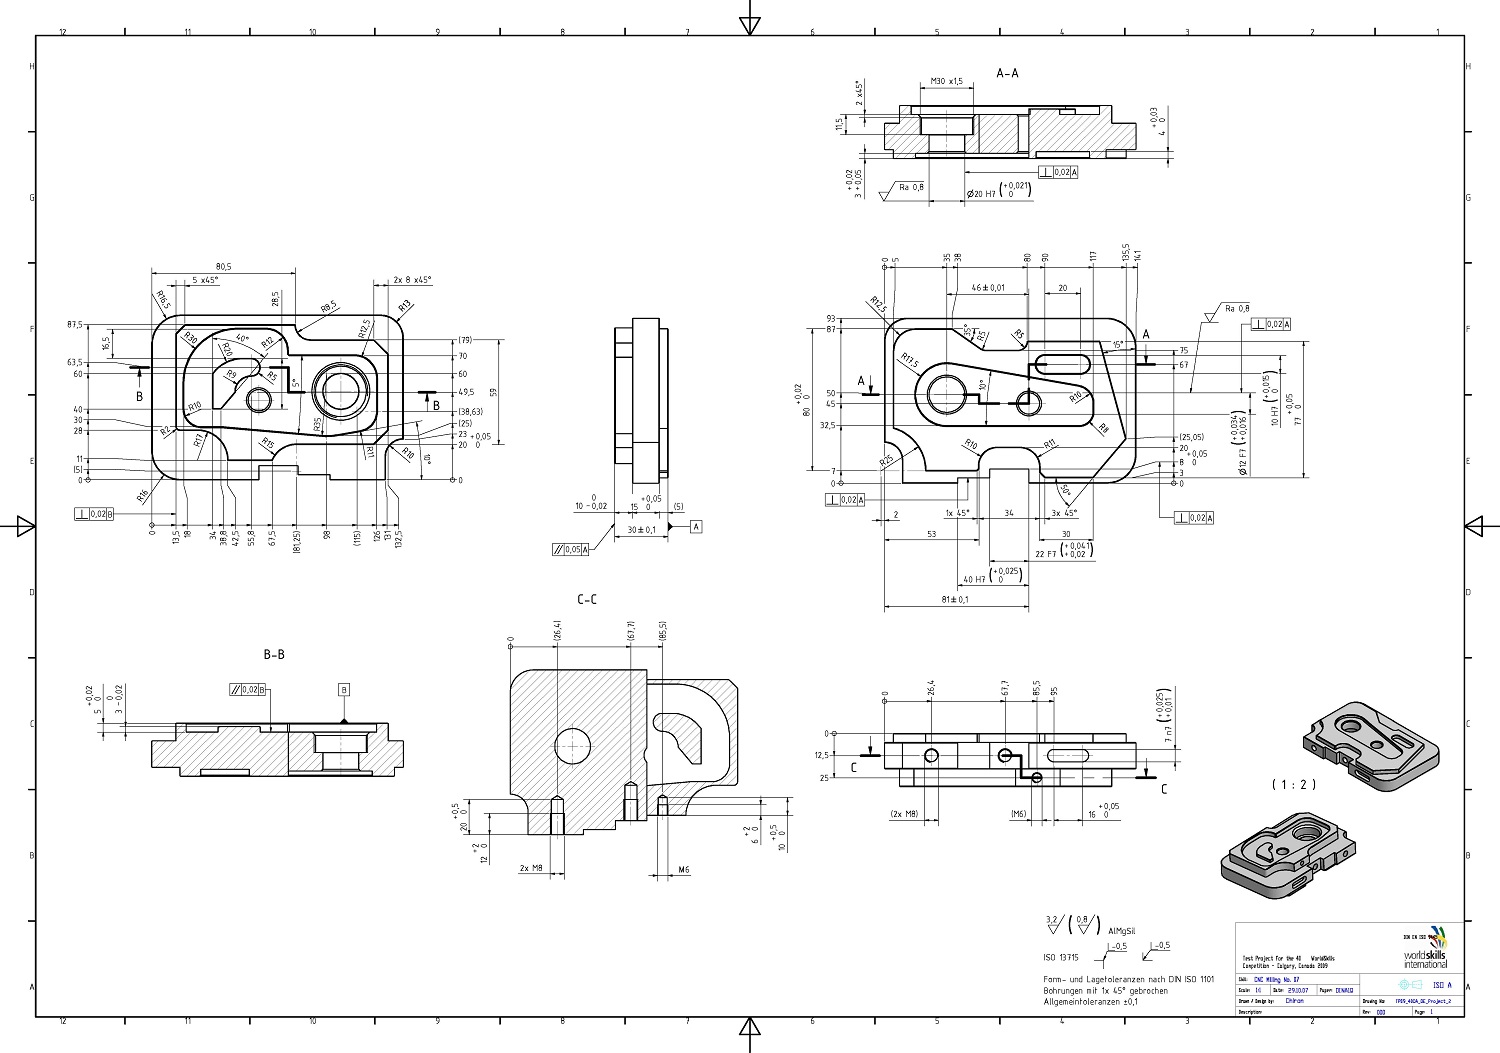 12
11
10
9
8
7
6
5
4
3
2
1
H
G
F
E
D
C
B
A
A-A
M30 x1,5
2 x45°
11,5
+0,02
3 +0,05
+0,03
4 0
Ra 0,8
⌀20 H7 (+0,021 0)
⊥ 0,02 A
80,5
5 x45°
2x 8 x45°
28,5
R16,5
R9,5
R13
R12,5
87,5
16,5
R30
40°
R12
R20
R9
R5
63,5
60
B
5°
40
30
28
R10
R2
R17
R15
R35
R11
R10
11
(5)
0
R16
(79)
70
60
59
49,5
B
(38,63)
(25)
23 +0,05
20 0
10°
0
⊥ 0,02 B
0
13,5
18
34
38,8
42,5
55,8
67,5
(81,25)
98
(115)
126
131
132,5
0
10 -0,02
+0,05
15 0
(5)
30±0,1
A
// 0,05 A
0
5
35
38
80
90
117
135,5
141
46±0,01
20
R12,5
55°
R5
R5
15°
A
Ra 0,8
⊥ 0,02 A
93
87
R17,5
75
67
A
50
45
10°
R10
32,5
R8
80 +0,02 0
10 H7 (+0,015 0)
⌀12 F7 (+0,034 +0,016)
77 +0,05 0
(25,05)
20
+0,05
8 0
3
0
R25
R10
R11
7
0
50°
⊥ 0,02 A
⊥ 0,02 A
2
1x 45°
34
3x 45°
53
30
22 F7 (+0,041 +0,02)
40 H7 (+0,025 0)
81±0,1
B-B
// 0,02 B
B
+0,02
5 0
0
3 -0,02
C-C
0
(26,4)
(67,7)
(85,5)
+0,5
20 0
+2
12 0
2x M8
M6
+2
6 0
+0,5
10 0
0
26,4
67,7
85,5
95
7 n7 (+0,025 +0,01)
0
12,5
25
C
C
(2x M8)
(M6)
+0,05
16 0
(1:2)
3,2 (0,8) AlMgSil
ISO 13715 -0,5 -0,5
Form- und Lagetoleranzen nach DIN ISO 1101
Bohrungen mit 1x 45° gebrochen
Allgemeintoleranzen ±0,1
worldskills
international
Test Project for the 40 WorldSkills
Competition - Calgary, Canada 2009
Unit: CNC Milling No. 07
Scale: 1:1 Date: 29.10.07 Paper: DINA1Q
Drawn / Design by: Chiron
Description:
ISO A
Drawing No: TP09_400A_DE_Project_2
Rev: 000 Page: 1